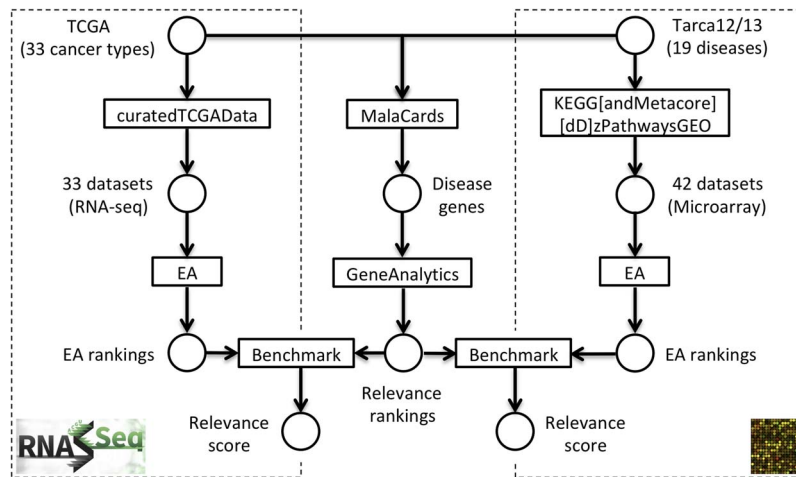 TCGA
(33 cancer types)
Tarca12/13
(19 diseases)
curatedTCGAData
MalaCards
KEGG[andMetacore]
[dD]zPathwaysGEO
33 datasets
(RNA-seq)
Disease
genes
42 datasets
(Microarray)
EA
GeneAnalytics
EA
EA rankings
Benchmark
Benchmark
EA rankings
Relevance
rankings
Relevance
score
Relevance
score
RNA Seq